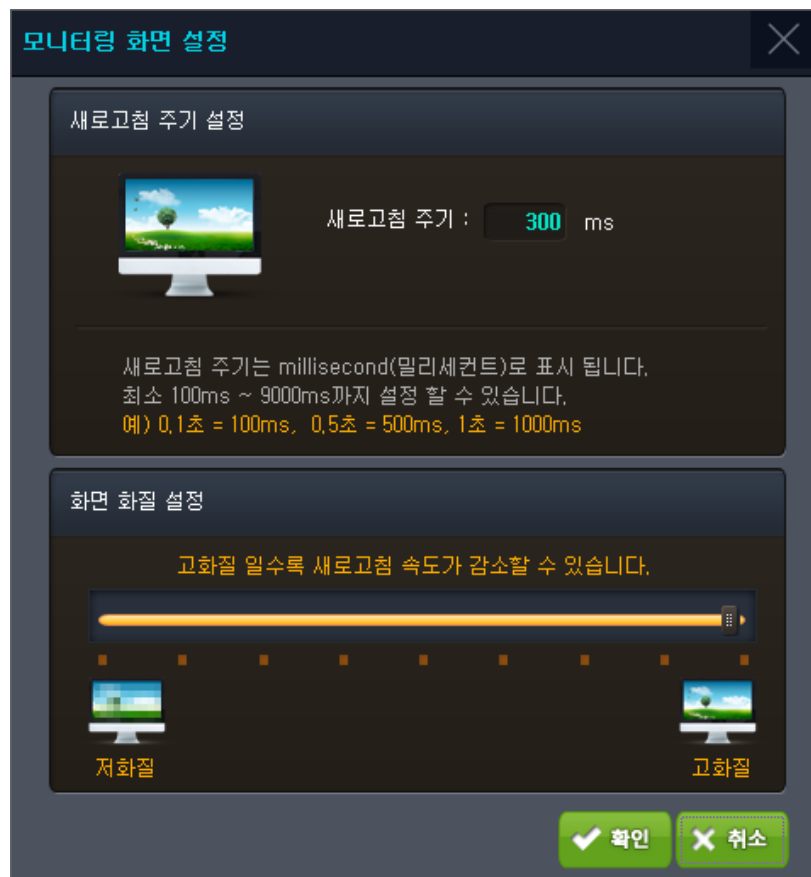 모니터링 화면 설정
새로고침 주기 설정
새로고침 주기 : 300 ms
새로고침 주기는 millisecond(밀리세컨트)로 표시 됩니다.
최소 100ms ~ 9000ms까지 설정 할 수 있습니다.
예) 0.1초 = 100ms, 0.5초 = 500ms, 1초 = 1000ms
화면 화질 설정
고화질 일수록 새로고침 속도가 감소할 수 있습니다.
저화질 고화질
확인 취소